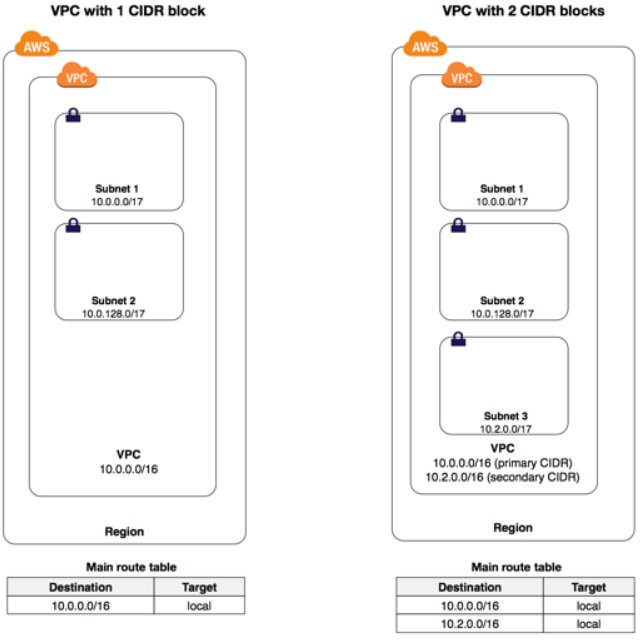 VPC with 1 CIDR block
AWS
VPC
Subnet 1
10.0.0.0/17
Subnet 2
10.0.128.0/17
VPC
10.0.0.0/16
Region
Main route table
Destination Target
10.0.0.0/16 local
VPC with 2 CIDR blocks
AWS
VPC
Subnet 1
10.0.0.0/17
Subnet 2
10.0.128.0/17
Subnet 3
10.2.0.0/17
VPC
10.0.0.0/16 (primary CIDR)
10.2.0.0/16 (secondary CIDR)
Region
Main route table
Destination Target
10.0.0.0/16 local
10.2.0.0/16 local